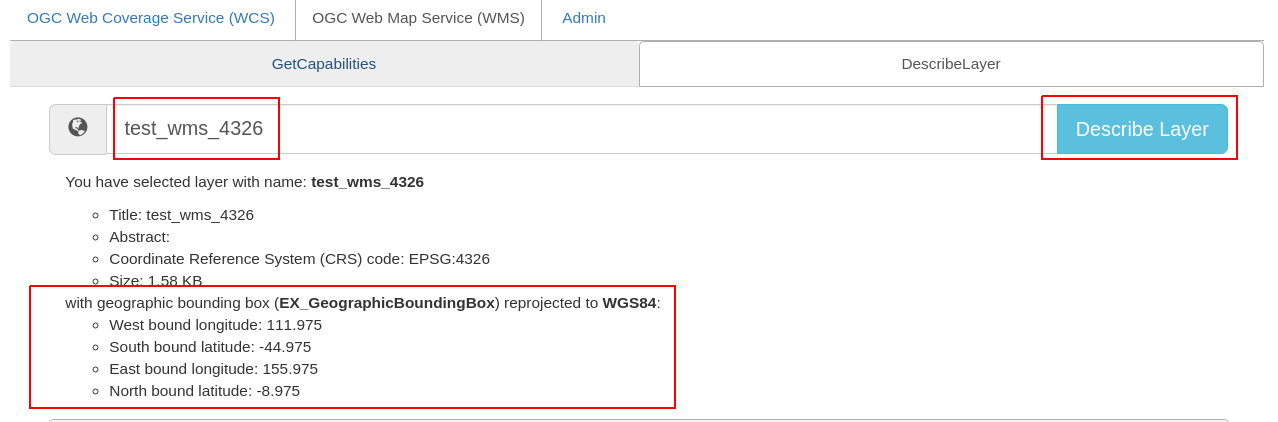 OGC Web Coverage Service (WCS) OGC Web Map Service (WMS) Admin
GetCapabilities DescribeLayer
test_wms_4326 Describe Layer
You have selected layer with name: test_wms_4326
Title: test_wms_4326
Abstract:
Coordinate Reference System (CRS) code: EPSG:4326
Size: 1.58 KB
with geographic bounding box (EX_GeographicBoundingBox) reprojected to WGS84:
West bound longitude: 111.975
South bound latitude: -44.975
East bound longitude: 155.975
North bound latitude: -8.975